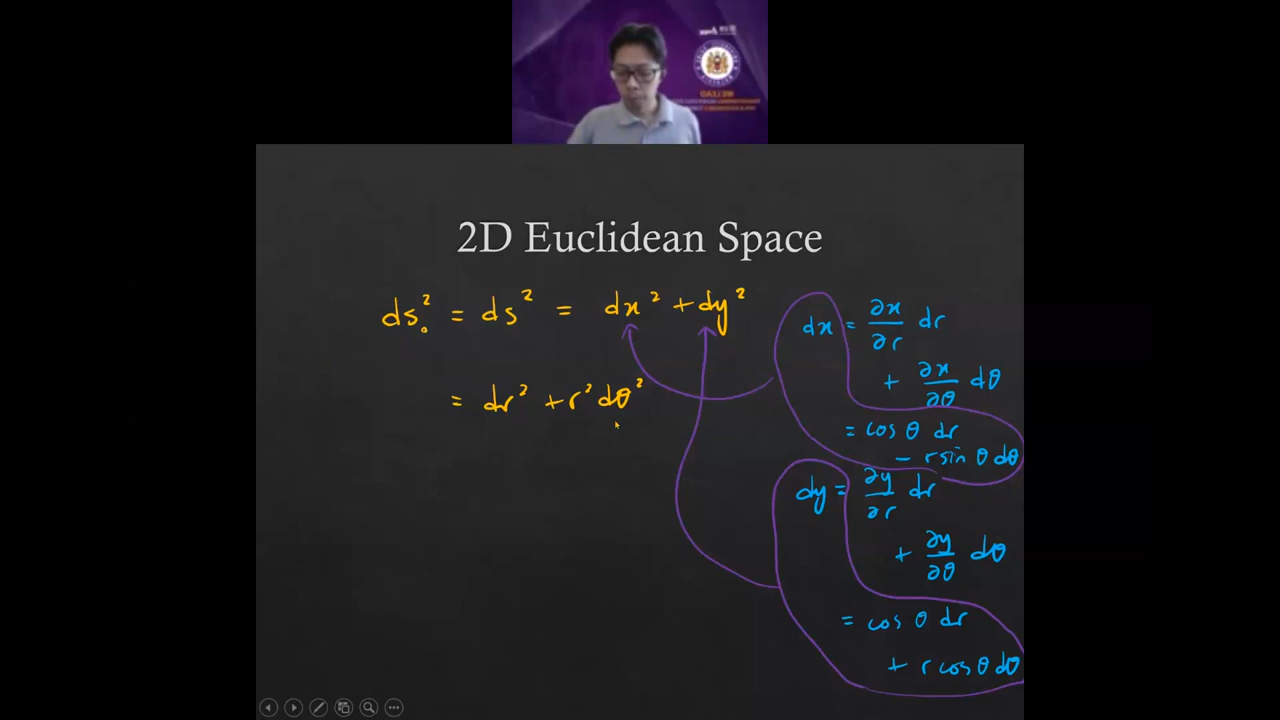 2D Euclidean Space
ds₀² = ds² = dx² + dy²
= dr² + r² dθ²
dx = ∂x/∂r dr
+ ∂x/∂θ dθ
= cos θ dr
− r sin θ dθ
dy = ∂y/∂r dr
+ ∂y/∂θ dθ
= cos θ dr
+ r cos θ dθ